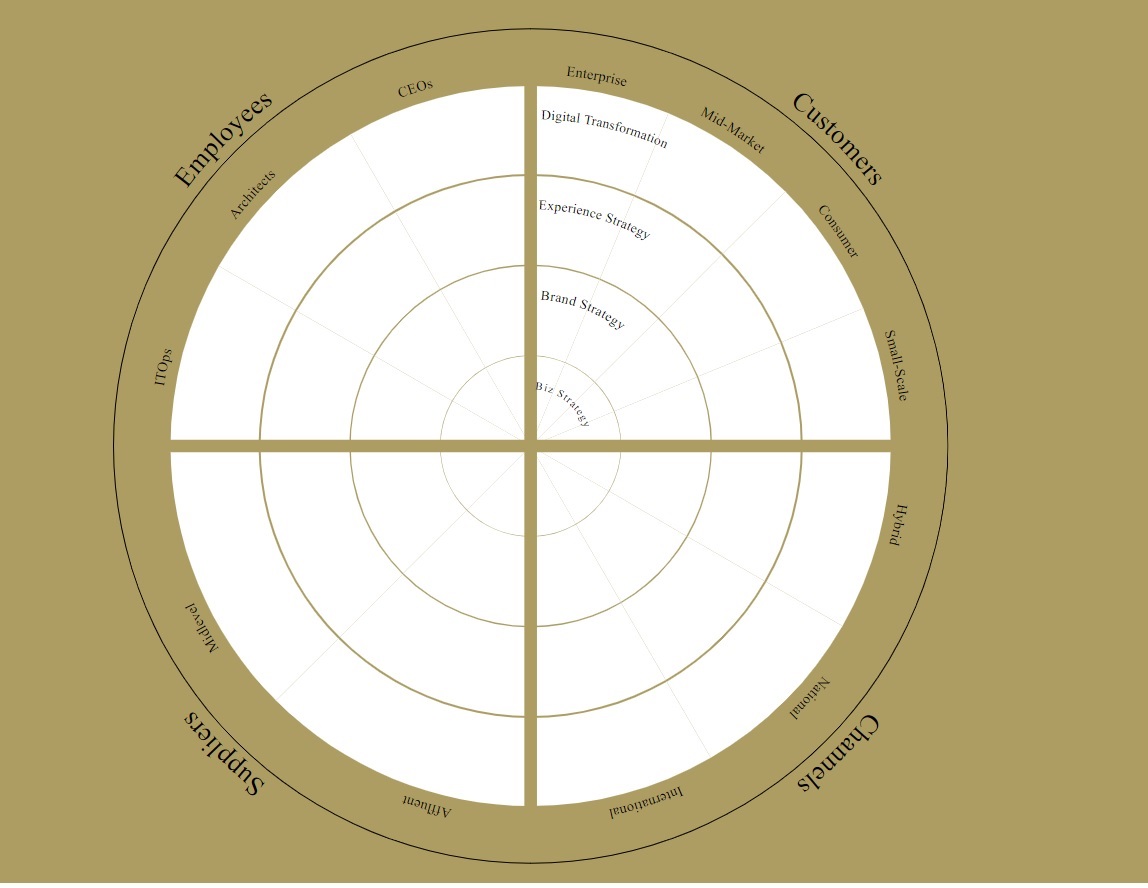 Employees
CEOs
Architects
ITOps
Customers
Enterprise
Mid-Market
Consumer
Small-Scale
Digital Transformation
Experience Strategy
Brand Strategy
Biz Strategy
Channels
Hybrid
National
International
Suppliers
Affluent
Midlevel